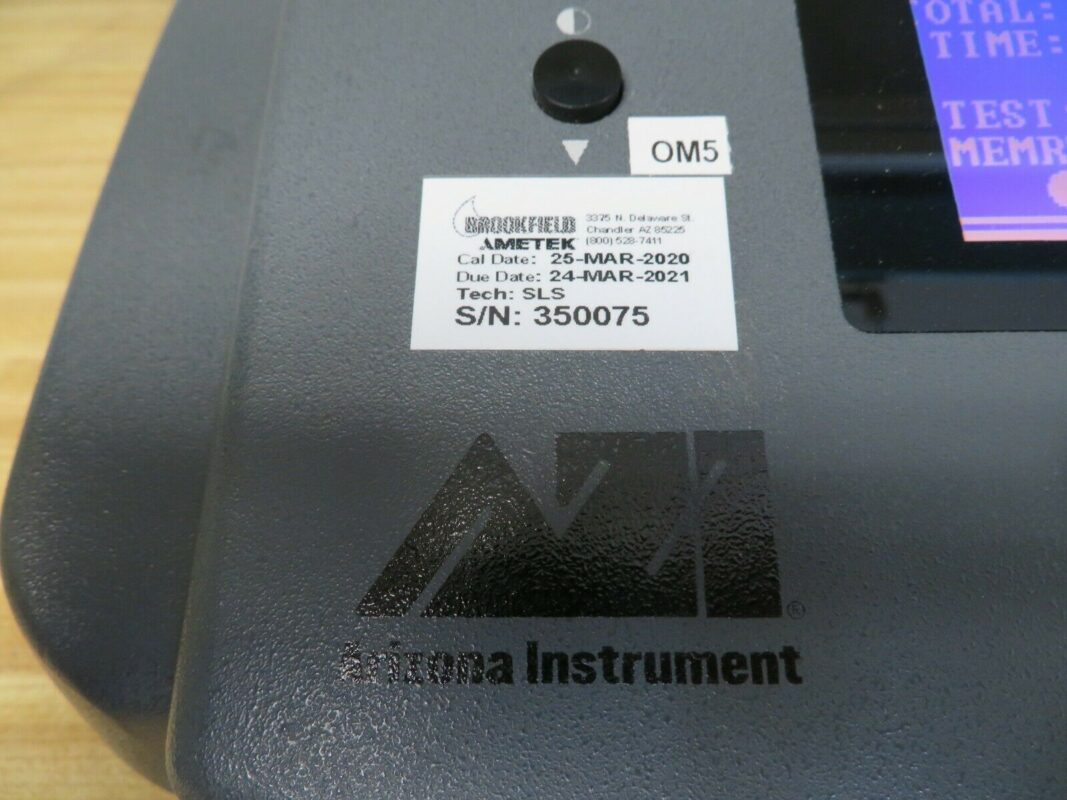 OTAL:
TIME:
TEST
MEMR
OM5
BROOKFIELD
AMETEK
3375 N. Delaware St.
Chandler AZ 85225
(800) 528-7411
Cal Date: 25-MAR-2020
Due Date: 24-MAR-2021
Tech: SLS
S/N: 350075
®
Arizona Instrument